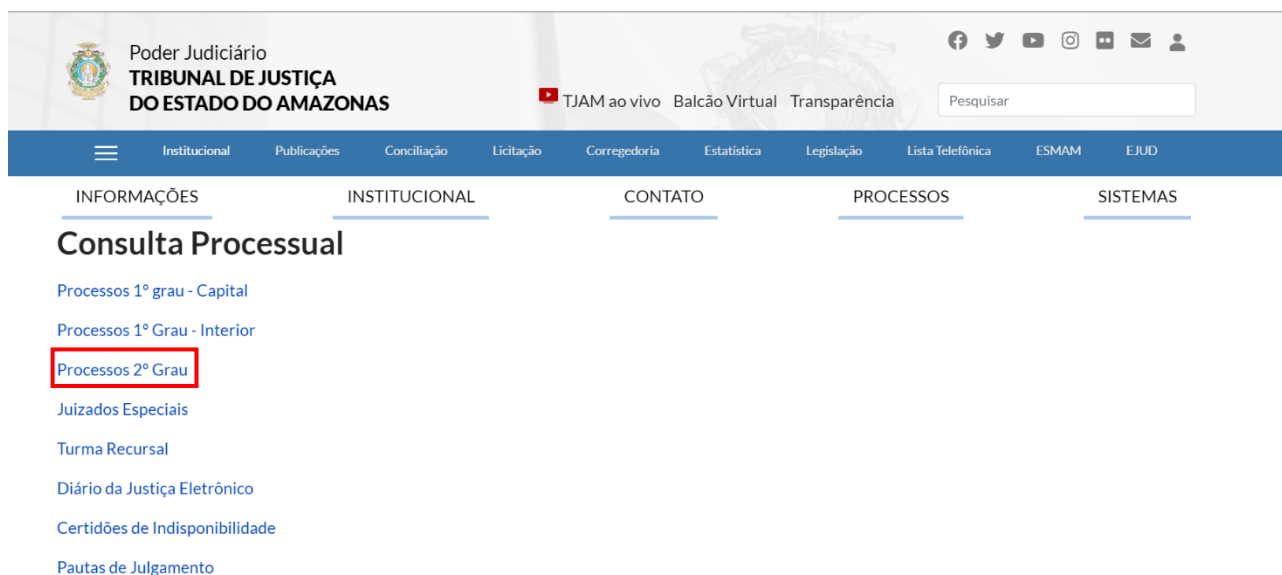 Poder Judiciário
TRIBUNAL DE JUSTIÇA
DO ESTADO DO AMAZONAS
TJAM ao vivo Balcão Virtual Transparência Pesquisar
Institucional Publicações Conciliação Licitação Corregedoria Estatística Legislação Lista Telefônica ESMAM EJUD
INFORMAÇÕES INSTITUCIONAL CONTATO PROCESSOS SISTEMAS
Consulta Processual
Processos 1º grau - Capital
Processos 1º Grau - Interior
Processos 2º Grau
Juizados Especiais
Turma Recursal
Diário da Justiça Eletrônico
Certidões de Indisponibilidade
Pautas de Julgamento